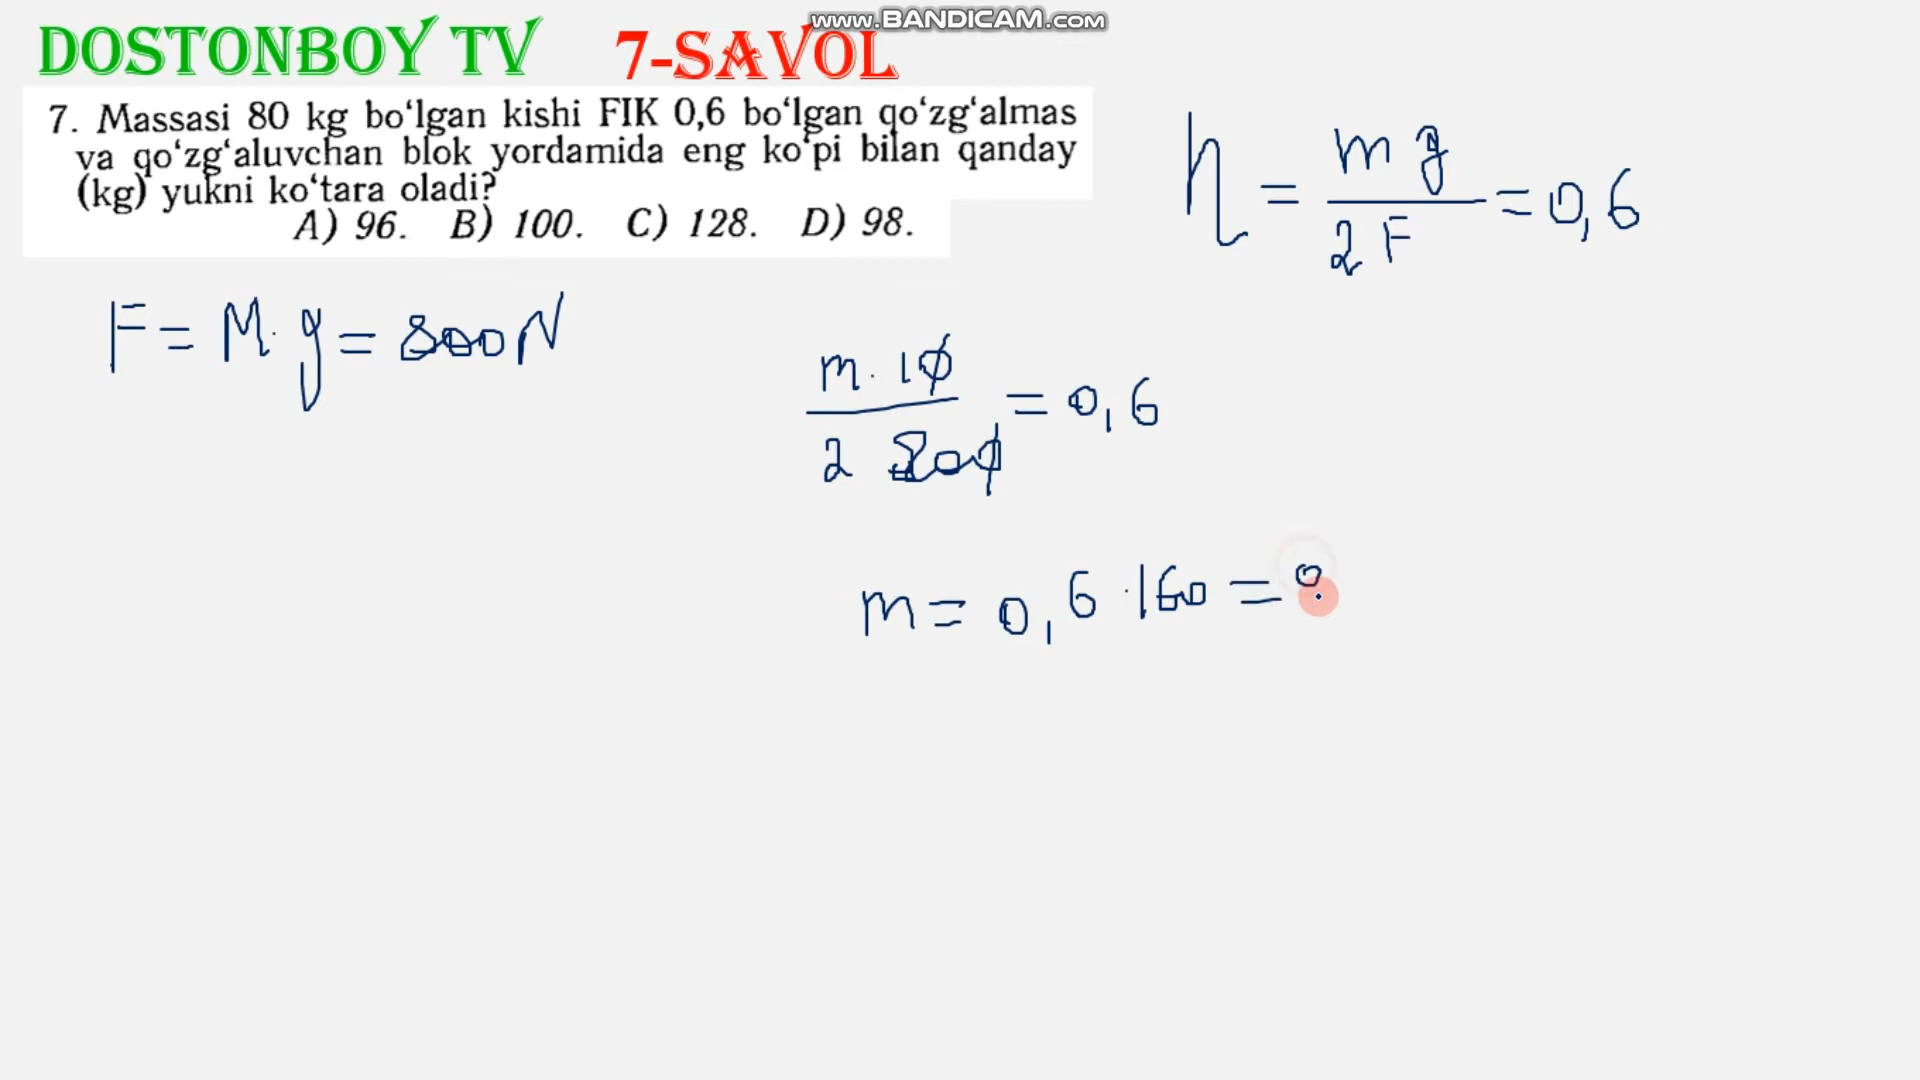 www.BANDICAM.com
DOSTONBOY TV 7-SAVOL
7. Massasi 80 kg bo‘lgan kishi FIK 0,6 bo‘lgan qo‘zg‘almas
va qo‘zg‘aluvchan blok yordamida eng ko‘pi bilan qanday
(kg) yukni ko‘tara oladi?
A) 96. B) 100. C) 128. D) 98.
η = mg / 2F = 0,6
F = M · g = 800 N
m · 10 / 2 800 = 0,6
m = 0,6 · 160 =